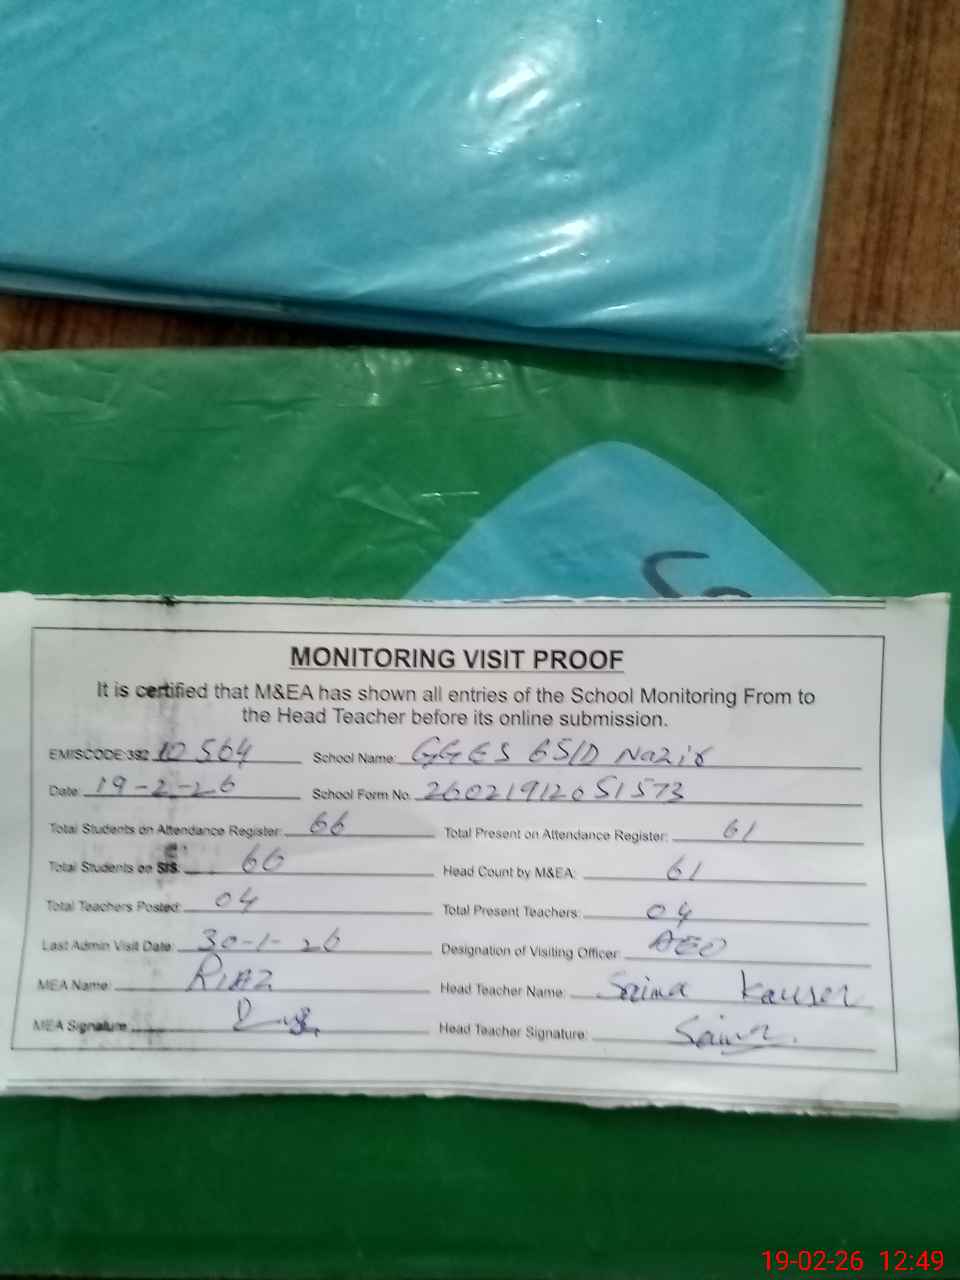 So
MONITORING VISIT PROOF
It is certified that M&EA has shown all entries of the School Monitoring From to
the Head Teacher before its online submission.
EMISCODE:392 10564 School Name: GGES 65/D Nazir
Date: 19-2-26 School Form No. 26021912051573
Total Students on Attendance Register: 66 Total Present on Attendance Register: 61
Total Students on SIS: 66 Head Count by M&EA: 61
Total Teachers Posted: 04 Total Present Teachers: 04
Last Admin Visit Date: 30-1-26 Designation of Visiting Officer: AEO
MEA Name: RIAZ Head Teacher Name: Saima Kauser
MEA Signature: Head Teacher Signature: Saima
19-02-26 12:49